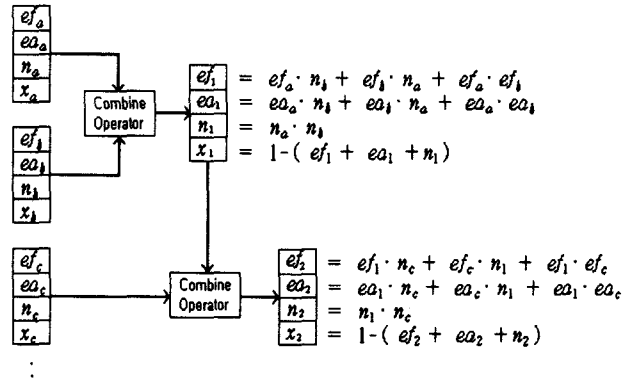 ef_a
ea_a
n_a
x_a
ef_b
ea_b
n_b
x_b
Combine
Operator
ef_1 = ef_a · n_b + ef_b · n_a + ef_a · ef_b
ea_1 = ea_a · n_b + ea_b · n_a + ea_a · ea_b
n_1 = n_a · n_b
x_1 = 1-( ef_1 + ea_1 + n_1 )
ef_c
ea_c
n_c
x_c
⋮
Combine
Operator
ef_2 = ef_1 · n_c + ef_c · n_1 + ef_1 · ef_c
ea_2 = ea_1 · n_c + ea_c · n_1 + ea_1 · ea_c
n_2 = n_1 · n_c
x_2 = 1-( ef_2 + ea_2 + n_2 )